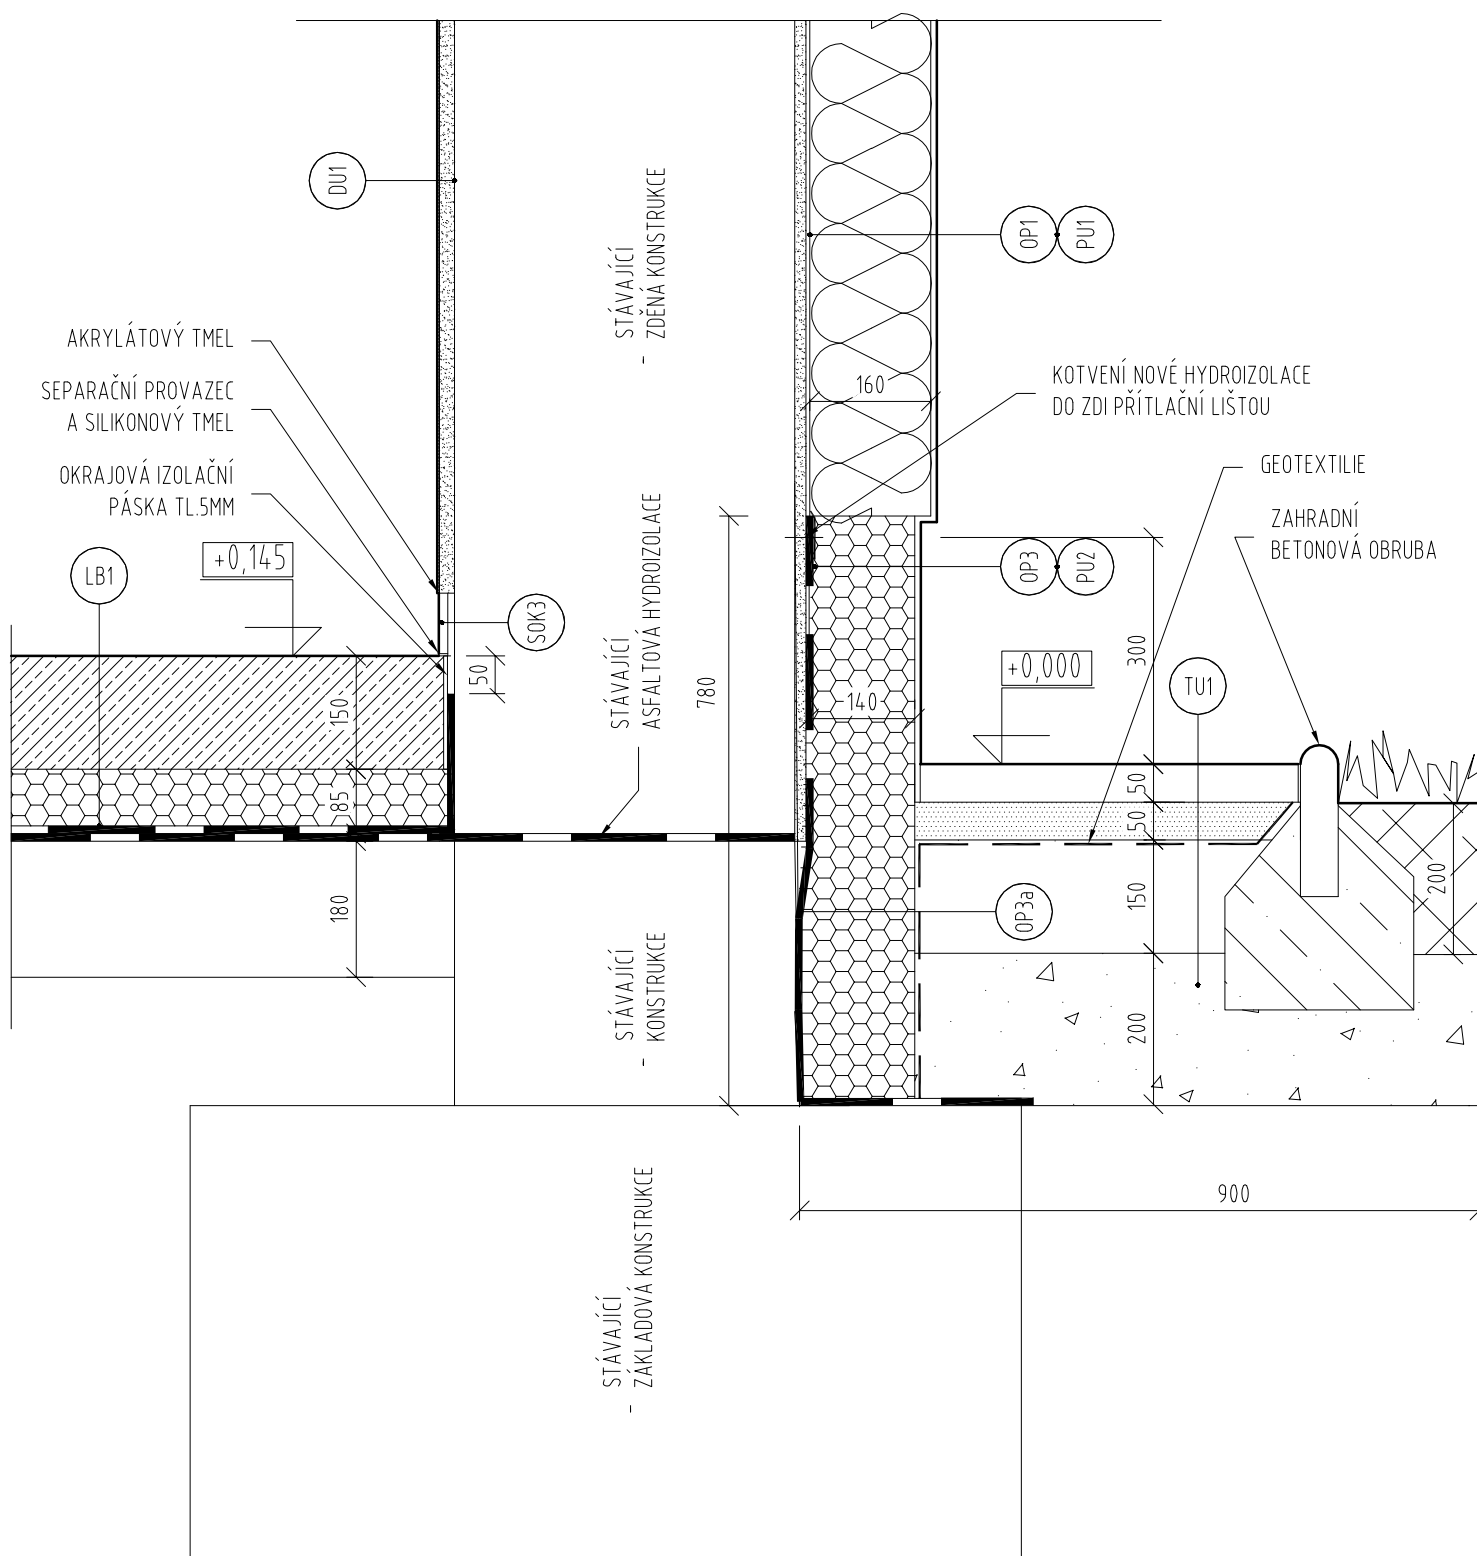 DU1
STÁVAJÍCÍ
- ZDĚNÁ KONSTRUKCE
OP1
PU1
AKRYLÁTOVÝ TMEL
SEPARAČNÍ PROVAZEC
A SILIKONOVÝ TMEL
OKRAJOVÁ IZOLAČNÍ
PÁSKA TL.5MM
160
KOTVENÍ NOVÉ HYDROIZOLACE
DO ZDI PŘÍTLAČNÍ LIŠTOU
GEOTEXTILIE
ZAHRADNÍ
BETONOVÁ OBRUBA
+0,145
LB1
SOK3
STÁVAJÍCÍ
ASFALTOVÁ HYDROIZOLACE
OP3
PU2
300
+0,000
TU1
50
780
140
150
85
50
50
200
180
150
OP3a
STÁVAJÍCÍ
- KONSTRUKCE
200
900
STÁVAJÍCÍ
- ZÁKLADOVÁ KONSTRUKCE